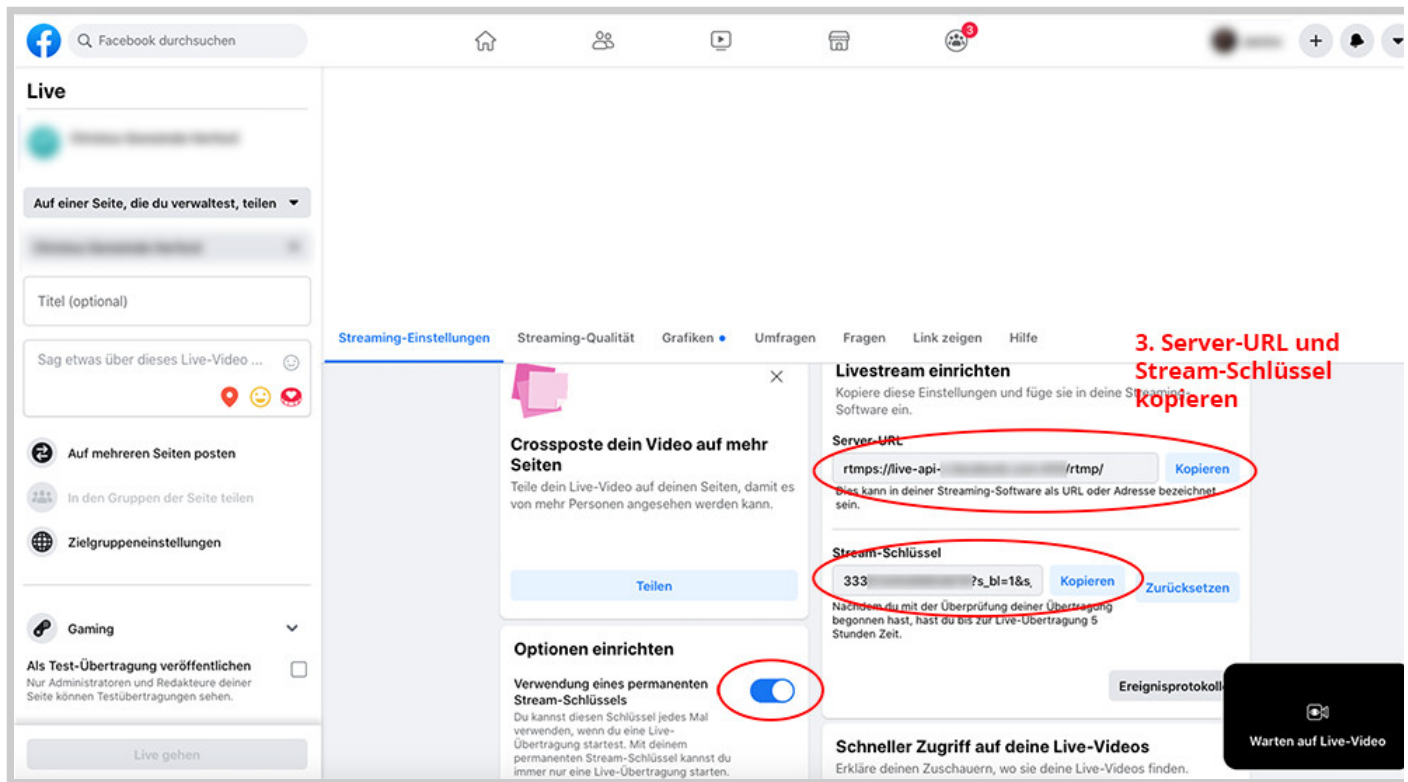 Facebook durchsuchen
3
Live
Auf einer Seite, die du verwaltest, teilen
Titel (optional)
Sag etwas über dieses Live-Video ...
Auf mehreren Seiten posten
In den Gruppen der Seite teilen
Zielgruppeneinstellungen
Gaming
Als Test-Übertragung veröffentlichen
Nur Administratoren und Redakteure deiner
Seite können Testübertragungen sehen.
Live gehen
Streaming-Einstellungen
Streaming-Qualität
Grafiken
Umfragen
Fragen
Link zeigen
Hilfe
3. Server-URL und
Stream-Schlüssel
kopieren
Crossposte dein Video auf mehr
Seiten
Teile dein Live-Video auf deinen Seiten, damit es
von mehr Personen angesehen werden kann.
Teilen
Optionen einrichten
Verwendung eines permanenten
Stream-Schlüssels
Du kannst diesen Schlüssel jedes Mal
verwenden, wenn du eine Live-
Übertragung startest. Mit deinem
permanenten Stream-Schlüssel kannst du
immer nur eine Live-Übertragung starten.
Livestream einrichten
Kopiere diese Einstellungen und füge sie in deine Streaming-
Software ein.
Server-URL
rtmps://live-api- /rtmp/
Kopieren
Dies kann in deiner Streaming-Software als URL oder Adresse bezeichnet
sein.
Stream-Schlüssel
333 ?s_bl=1&s,
Kopieren
Zurücksetzen
Nachdem du mit der Überprüfung deiner Übertragung
begonnen hast, hast du bis zur Live-Übertragung 5
Stunden Zeit.
Ereignisprotokoll
Schneller Zugriff auf deine Live-Videos
Erkläre deinen Zuschauern, wo sie deine Live-Videos finden.
Warten auf Live-Video